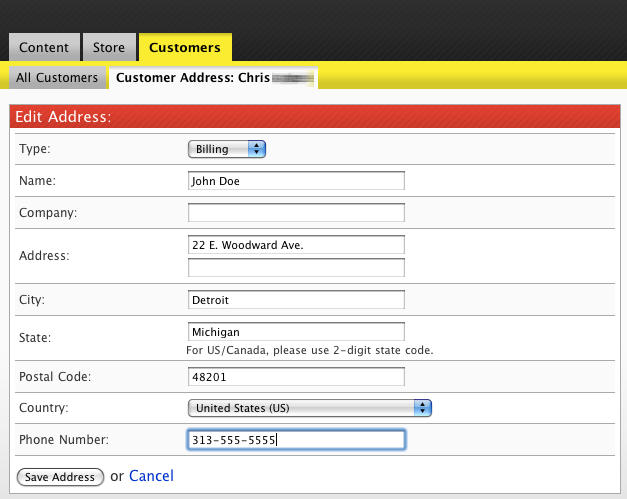 Content Store Customers
All Customers Customer Address: Chris
Edit Address:
Type: Billing
Name: John Doe
Company:
Address: 22 E. Woodward Ave.
City: Detroit
State: Michigan
For US/Canada, please use 2-digit state code.
Postal Code: 48201
Country: United States (US)
Phone Number: 313-555-5555
Save Address or Cancel